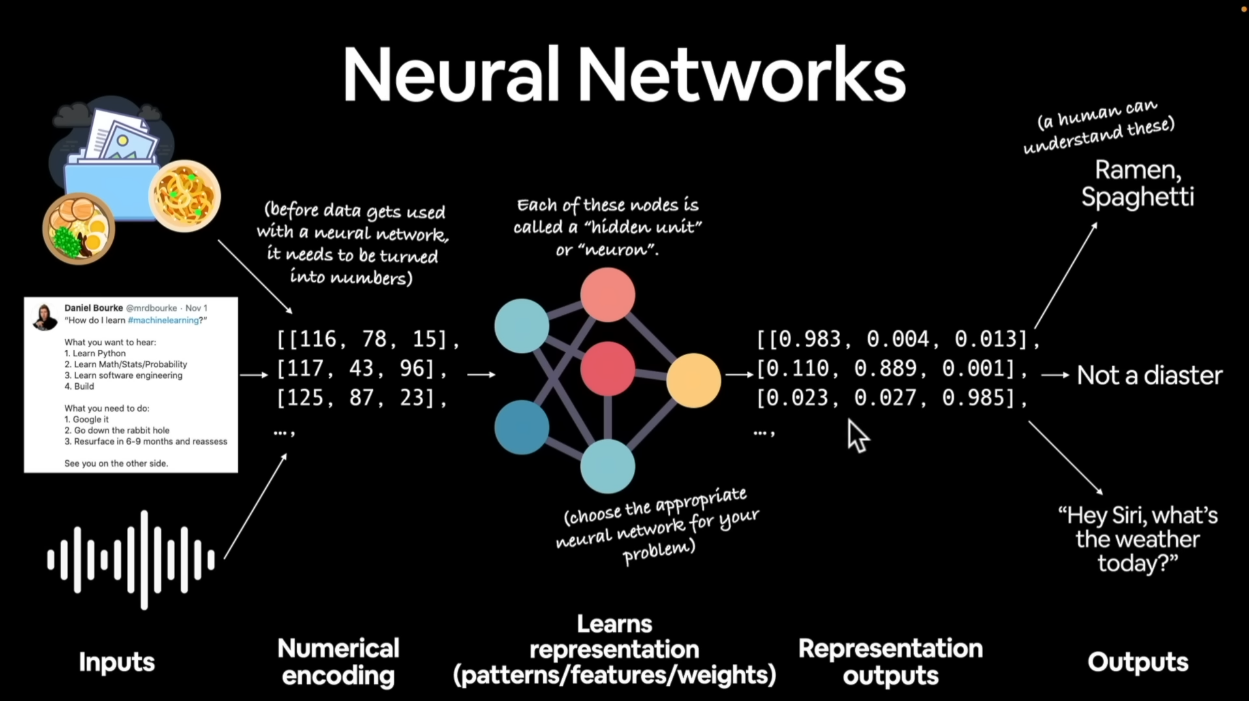 Neural Networks
(a human can
understand these)
Ramen,
Spaghetti
(before data gets used
with a neural network,
it needs to be turned
into numbers)
Each of these nodes is
called a “hidden unit”
or “neuron”.
Daniel Bourke @mrdbourke · Nov 1
“How do I learn #machinelearning?”
What you want to hear:
1. Learn Python
2. Learn Math/Stats/Probability
3. Learn software engineering
4. Build
What you need to do:
1. Google it
2. Go down the rabbit hole
3. Resurface in 6-9 months and reassess
See you on the other side.
[[116, 78, 15],
[117, 43, 96],
[125, 87, 23],
…,
[[0.983, 0.004, 0.013],
[0.110, 0.889, 0.001],
[0.023, 0.027, 0.985],
…,
Not a diaster
(choose the appropriate
neural network for your
problem)
“Hey Siri, what’s
the weather
today?”
Inputs
Numerical
encoding
Learns
representation
(patterns/features/weights)
Representation
outputs
Outputs